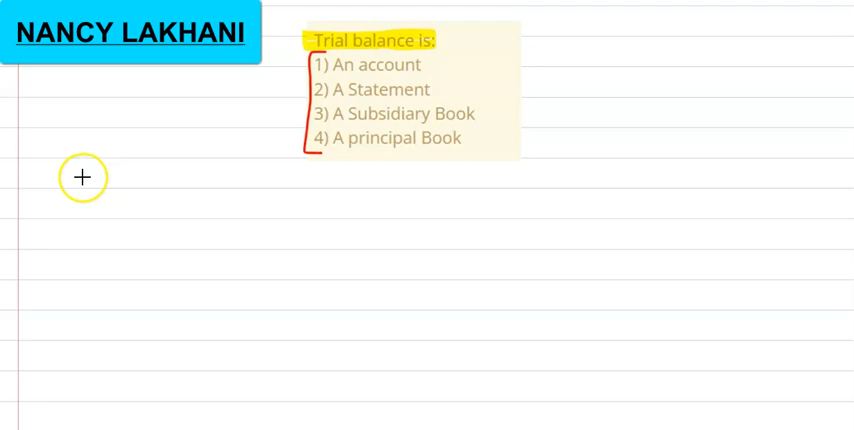 NANCY LAKHANI
Trial balance is:
1) An account
2) A Statement
3) A Subsidiary Book
4) A principal Book